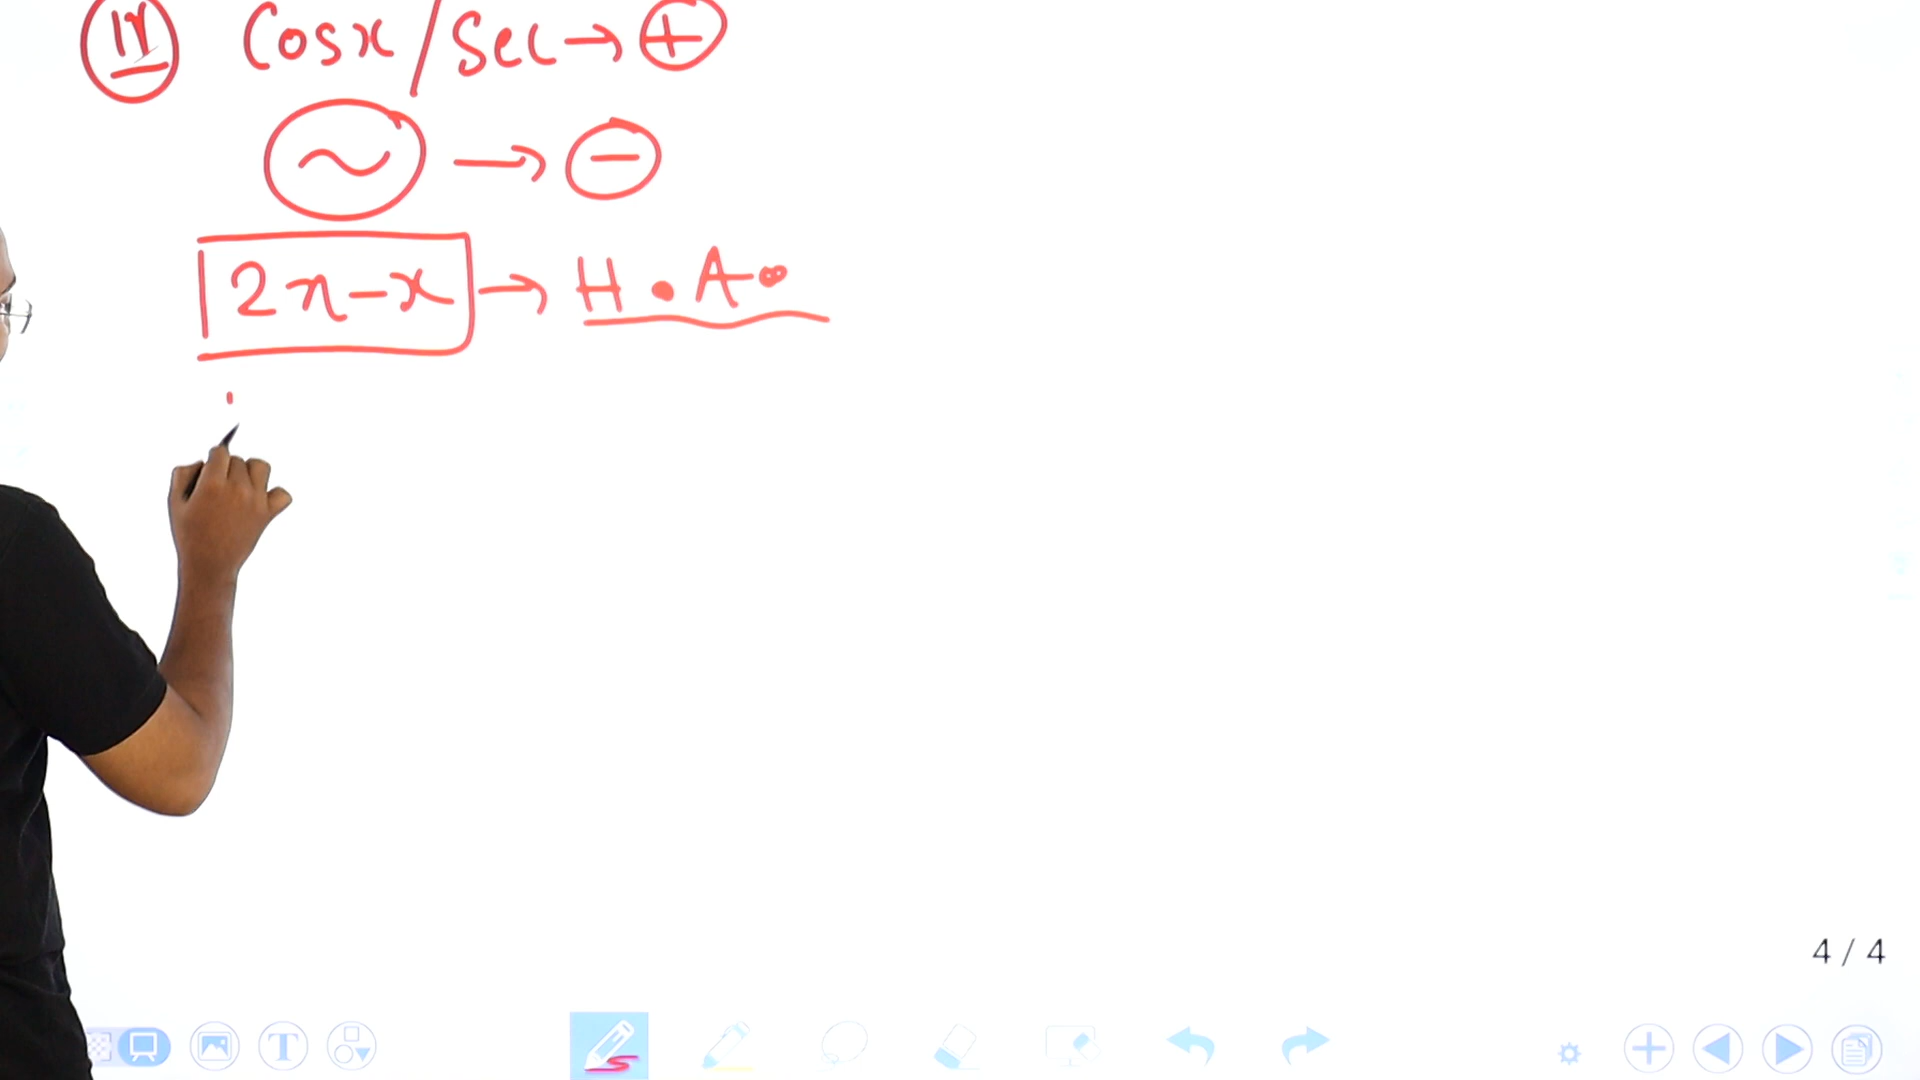 IV Cosx/Sec → +
~ → −
2π−x → H.A.
4 / 4
T